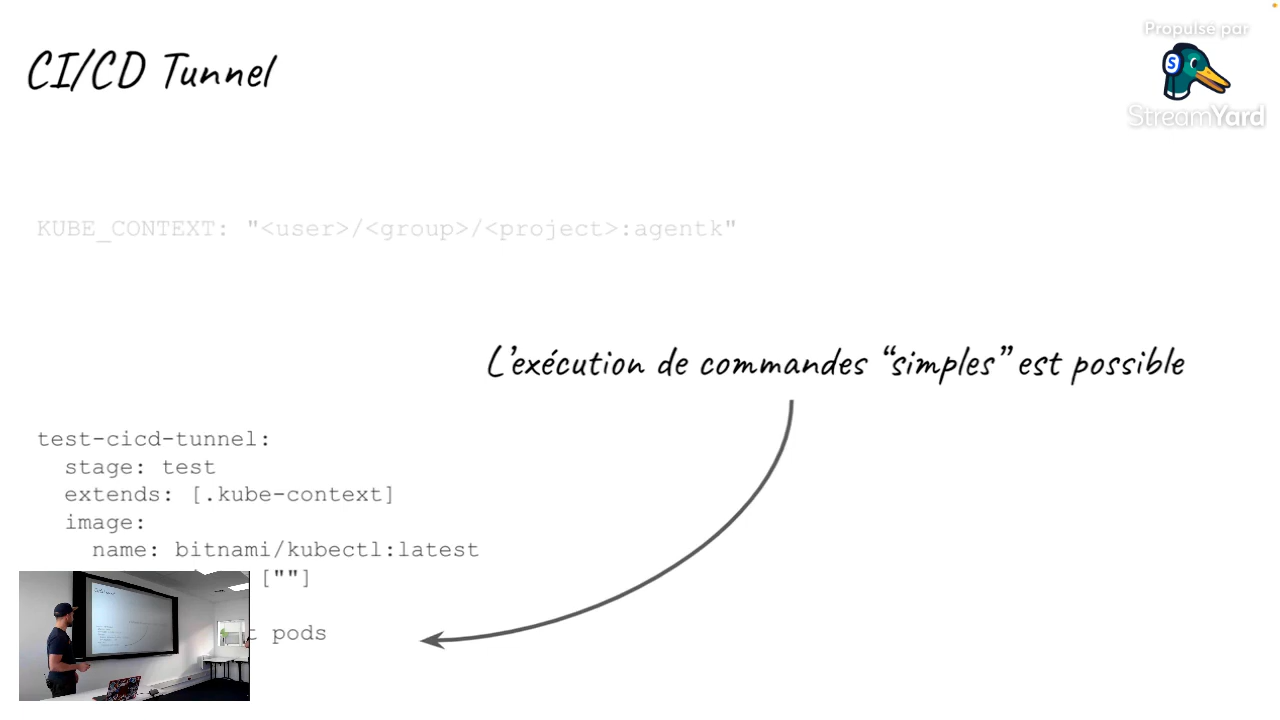 Propulsé par
StreamYard
CI/CD Tunnel
KUBE_CONTEXT: "<user>/<group>/<project>:agentk"
L'exécution de commandes “simples” est possible
test-cicd-tunnel:
stage: test
extends: [.kube-context]
image:
name: bitnami/kubectl:latest
[""]
pods